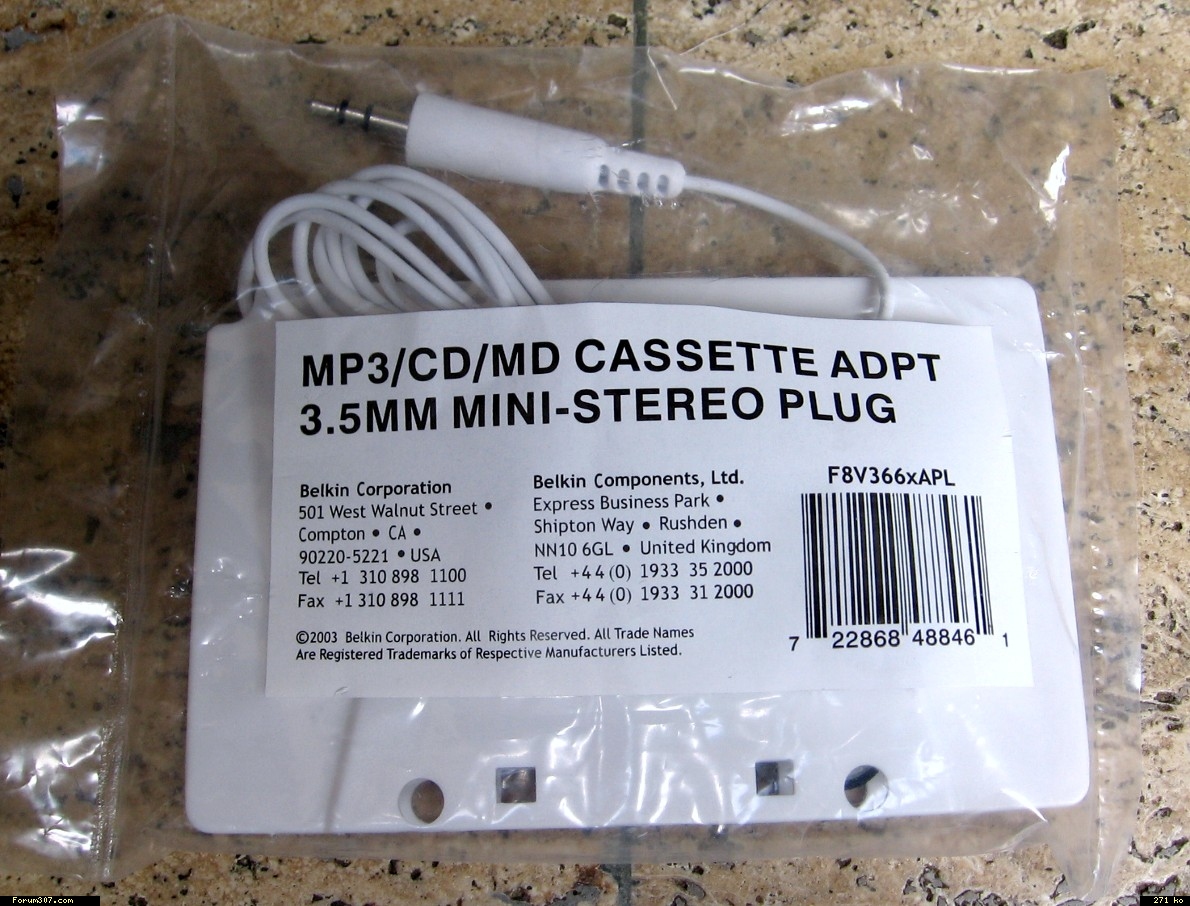 MP3/CD/MD CASSETTE ADPT
3.5MM MINI-STEREO PLUG
Belkin Corporation
501 West Walnut Street •
Compton • CA •
90220-5221 • USA
Tel +1 310 898 1100
Fax +1 310 898 1111
Belkin Components, Ltd.
Express Business Park •
Shipton Way • Rushden •
NN10 6GL • United Kingdom
Tel +44(0) 1933 35 2000
Fax +44(0) 1933 31 2000
F8V366xAPL
7 22868 48846 1
©2003 Belkin Corporation. All Rights Reserved. All Trade Names
Are Registered Trademarks of Respective Manufacturers Listed.
Forum307.com
271 ko